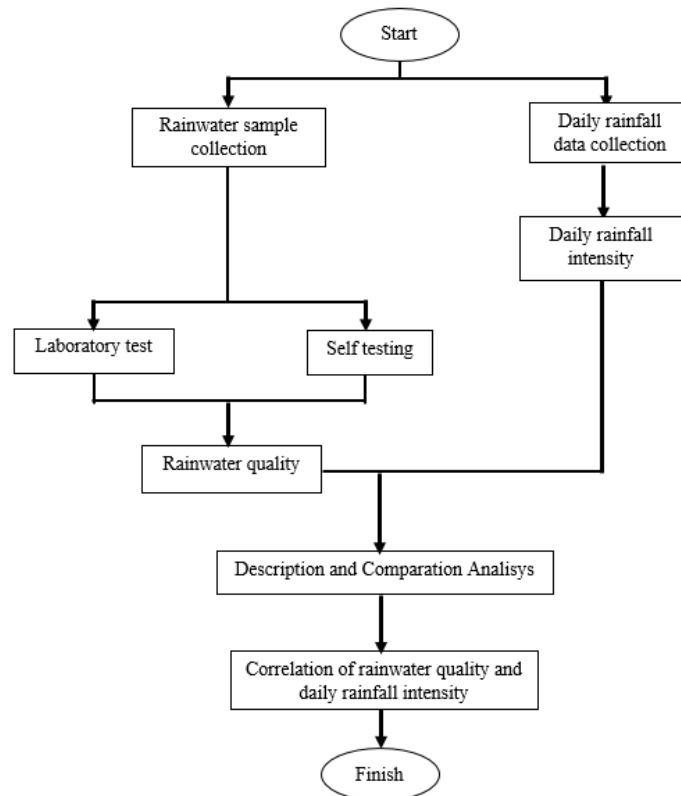 Start
Rainwater sample
collection
Daily rainfall
data collection
Daily rainfall
intensity
Laboratory test
Self testing
Rainwater quality
Description and Comparation Analisys
Correlation of rainwater quality and
daily rainfall intensity
Finish